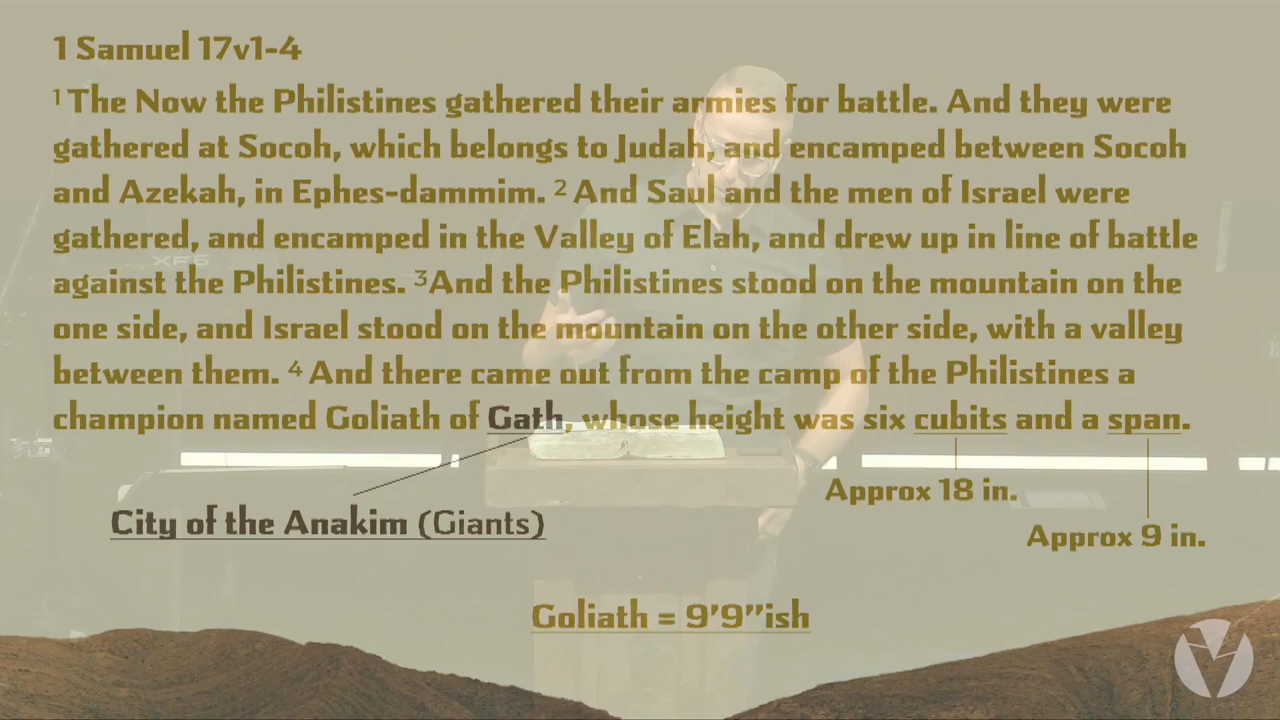 1 Samuel 17v1-4
1 The Now the Philistines gathered their armies for battle. And they were
gathered at Socoh, which belongs to Judah, and encamped between Socoh
and Azekah, in Ephes-dammim. 2 And Saul and the men of Israel were
gathered, and encamped in the Valley of Elah, and drew up in line of battle
against the Philistines. 3And the Philistines stood on the mountain on the
one side, and Israel stood on the mountain on the other side, with a valley
between them. 4 And there came out from the camp of the Philistines a
champion named Goliath of Gath, whose height was six cubits and a span.
Approx 18 in.
City of the Anakim (Giants)
Approx 9 in.
Goliath = 9’9”ish
XF6